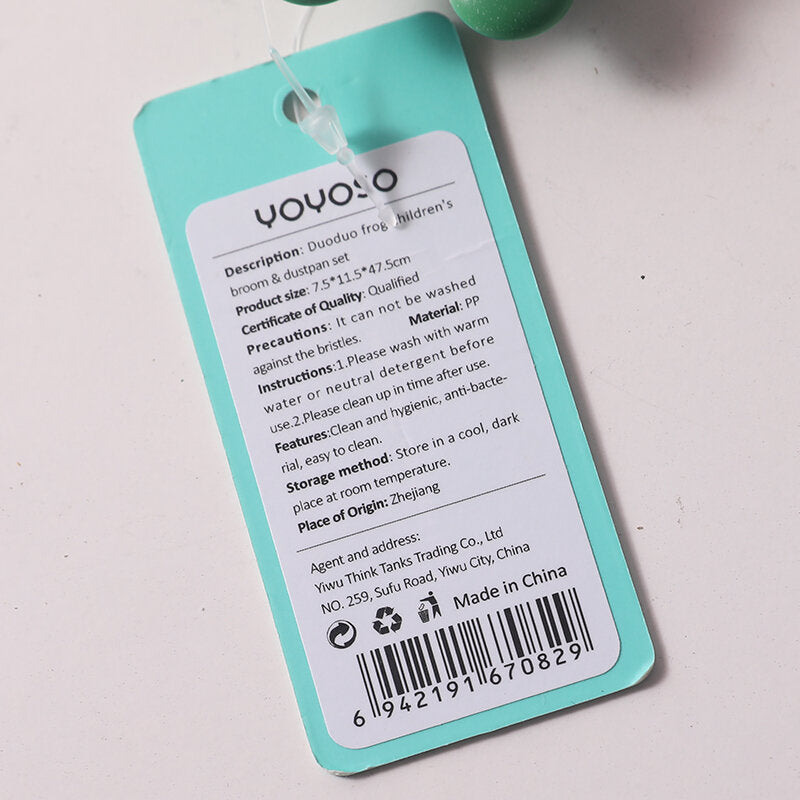 YOYOSO
Description: Duoduo frog children's
broom & dustpan set
Product size: 7.5*11.5*47.5cm
Certificate of Quality: Qualified
Precautions: It can not be washed
against the bristles. Material: PP
Instructions:1.Please wash with warm
water or neutral detergent before
use.2.Please clean up in time after use.
Features:Clean and hygienic, anti-bacte-
rial, easy to clean.
Storage method: Store in a cool, dark
place at room temperature.
Place of Origin: Zhejiang
Agent and address:
Yiwu Think Tanks Trading Co., Ltd
NO. 259, Sufu Road, Yiwu City, China
Made in China
6 942191 670829